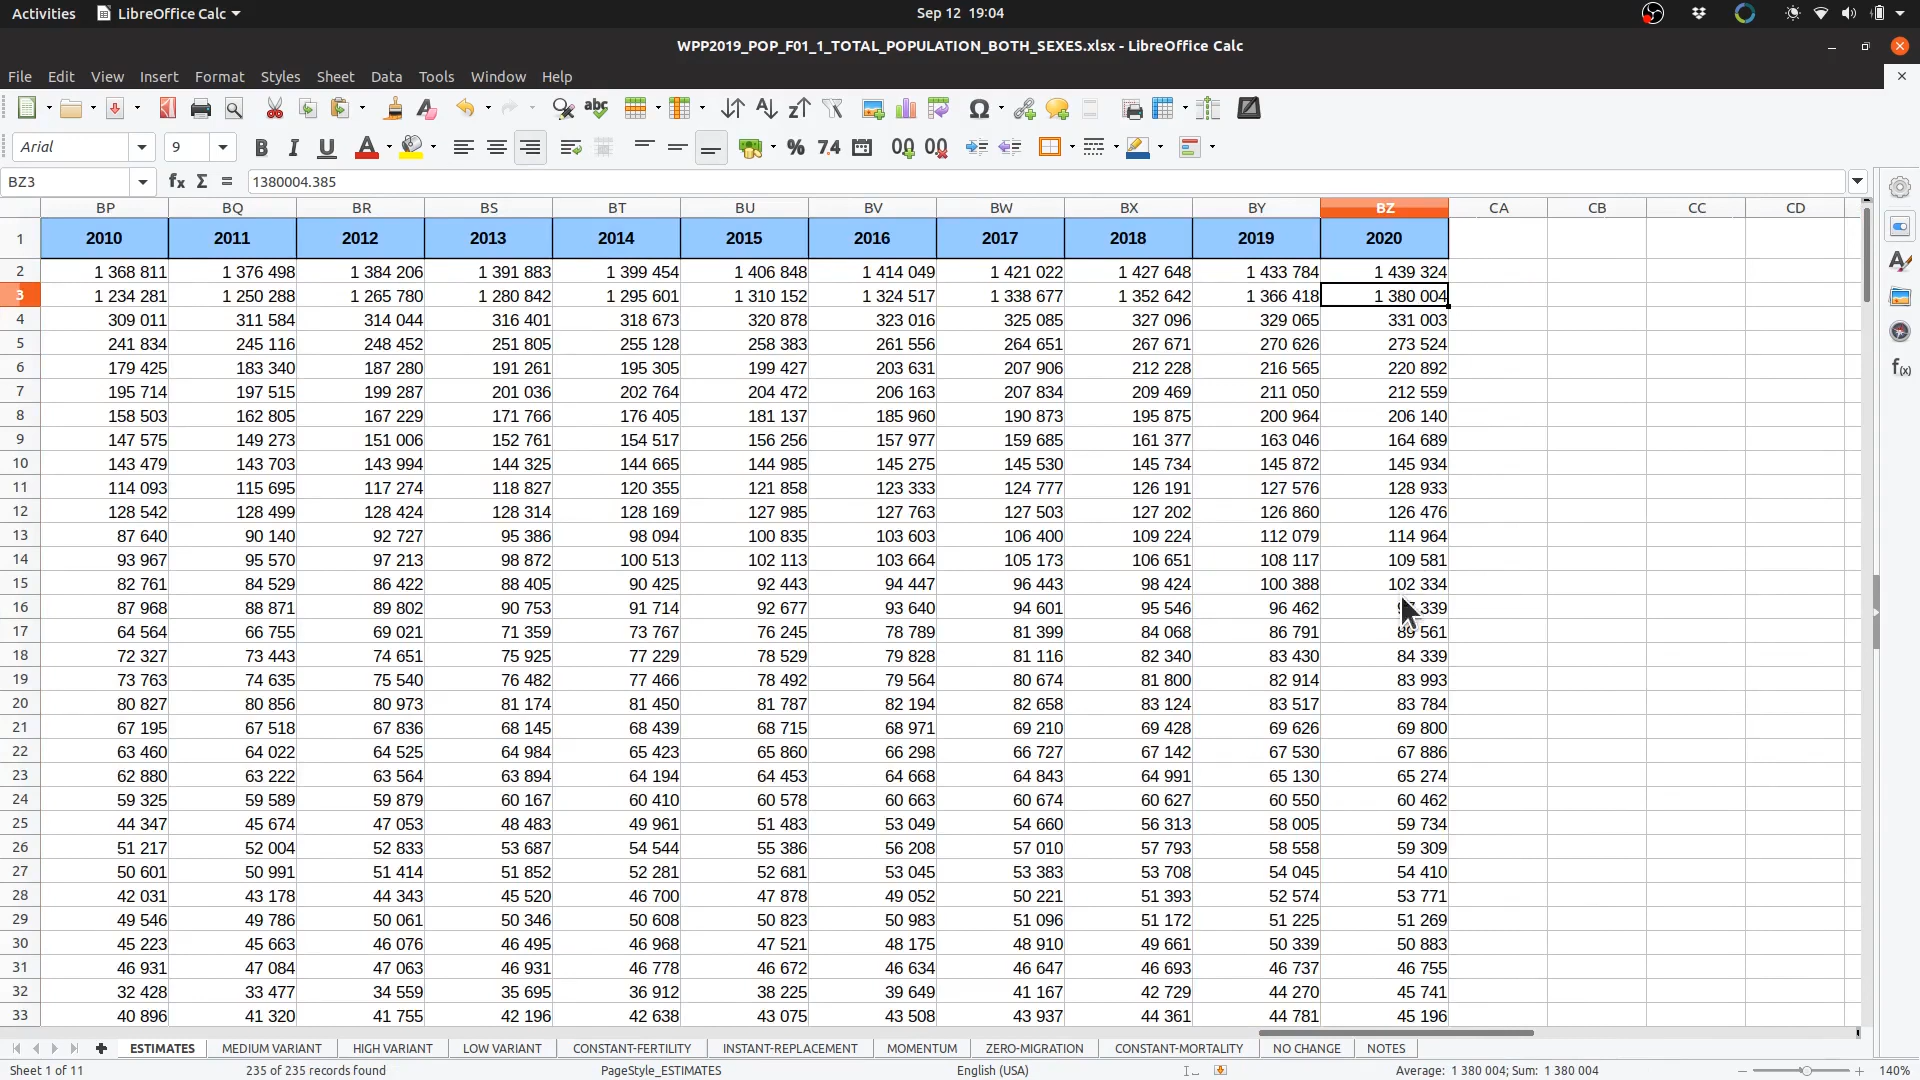 Activities LibreOffice Calc Sep 12 19:04
WPP2019_POP_F01_1_TOTAL_POPULATION_BOTH_SEXES.xlsx - LibreOffice Calc
File Edit View Insert Format Styles Sheet Data Tools Window Help
Arial 9
BZ3 1380004.385
BP BQ BR BS BT BU BV BW BX BY BZ CA CB CC CD
1 2010 2011 2012 2013 2014 2015 2016 2017 2018 2019 2020
2 1 368 811 1 376 498 1 384 206 1 391 883 1 399 454 1 406 848 1 414 049 1 421 022 1 427 648 1 433 784 1 439 324
3 1 234 281 1 250 288 1 265 780 1 280 842 1 295 601 1 310 152 1 324 517 1 338 677 1 352 642 1 366 418 1 380 004
4 309 011 311 584 314 044 316 401 318 673 320 878 323 016 325 085 327 096 329 065 331 003
5 241 834 245 116 248 452 251 805 255 128 258 383 261 556 264 651 267 671 270 626 273 524
6 179 425 183 340 187 280 191 261 195 305 199 427 203 631 207 906 212 228 216 565 220 892
7 195 714 197 515 199 287 201 036 202 764 204 472 206 163 207 834 209 469 211 050 212 559
8 158 503 162 805 167 229 171 766 176 405 181 137 185 960 190 873 195 875 200 964 206 140
9 147 575 149 273 151 006 152 761 154 517 156 256 157 977 159 685 161 377 163 046 164 689
10 143 479 143 703 143 994 144 325 144 665 144 985 145 275 145 530 145 734 145 872 145 934
11 114 093 115 695 117 274 118 827 120 355 121 858 123 333 124 777 126 191 127 576 128 933
12 128 542 128 499 128 424 128 314 128 169 127 985 127 763 127 503 127 202 126 860 126 476
13 87 640 90 140 92 727 95 386 98 094 100 835 103 603 106 400 109 224 112 079 114 964
14 93 967 95 570 97 213 98 872 100 513 102 113 103 664 105 173 106 651 108 117 109 581
15 82 761 84 529 86 422 88 405 90 425 92 443 94 447 96 443 98 424 100 388 102 334
16 87 968 88 871 89 802 90 753 91 714 92 677 93 640 94 601 95 546 96 462 339
17 64 564 66 755 69 021 71 359 73 767 76 245 78 789 81 399 84 068 86 791 89 561
18 72 327 73 443 74 651 75 925 77 229 78 529 79 828 81 116 82 340 83 430 84 339
19 73 763 74 635 75 540 76 482 77 466 78 492 79 564 80 674 81 800 82 914 83 993
20 80 827 80 856 80 973 81 174 81 450 81 787 82 194 82 658 83 124 83 517 83 784
21 67 195 67 518 67 836 68 145 68 439 68 715 68 971 69 210 69 428 69 626 69 800
22 63 460 64 022 64 525 64 984 65 423 65 860 66 298 66 727 67 142 67 530 67 886
23 62 880 63 222 63 564 63 894 64 194 64 453 64 668 64 843 64 991 65 130 65 274
24 59 325 59 589 59 879 60 167 60 410 60 578 60 663 60 674 60 627 60 550 60 462
25 44 347 45 674 47 053 48 483 49 961 51 483 53 049 54 660 56 313 58 005 59 734
26 51 217 52 004 52 833 53 687 54 544 55 386 56 208 57 010 57 793 58 558 59 309
27 50 601 50 991 51 414 51 852 52 281 52 681 53 045 53 383 53 708 54 045 54 410
28 42 031 43 178 44 343 45 520 46 700 47 878 49 052 50 221 51 393 52 574 53 771
29 49 546 49 786 50 061 50 346 50 608 50 823 50 983 51 096 51 172 51 225 51 269
30 45 223 45 663 46 076 46 495 46 968 47 521 48 175 48 910 49 661 50 339 50 883
31 46 931 47 084 47 063 46 931 46 778 46 672 46 634 46 647 46 693 46 737 46 755
32 32 428 33 477 34 559 35 695 36 912 38 225 39 649 41 167 42 729 44 270 45 741
33 40 896 41 320 41 755 42 196 42 638 43 075 43 508 43 937 44 361 44 781 45 196
ESTIMATES MEDIUM VARIANT HIGH VARIANT LOW VARIANT CONSTANT-FERTILITY INSTANT-REPLACEMENT MOMENTUM ZERO-MIGRATION CONSTANT-MORTALITY NO CHANGE NOTES
Sheet 1 of 11 235 of 235 records found PageStyle_ESTIMATES English (USA) Average: 1 380 004; Sum: 1 380 004 140%